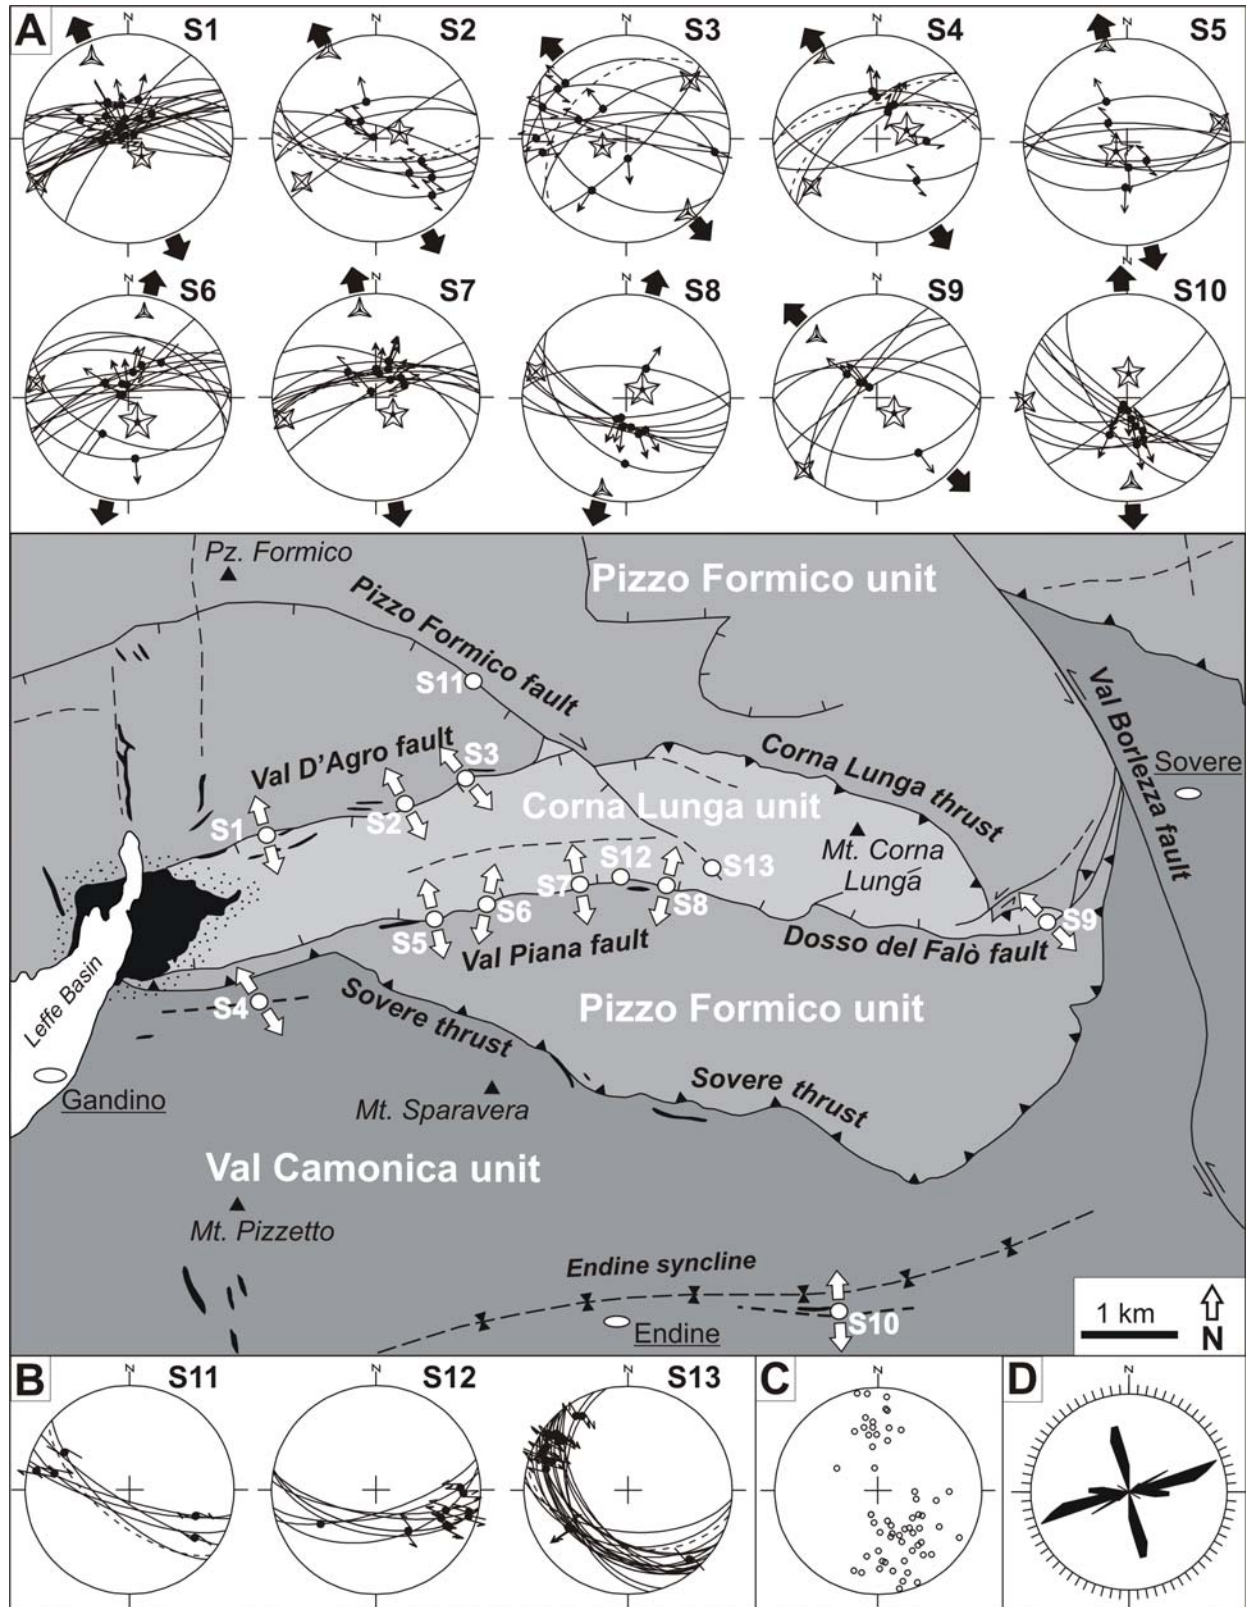 A
S1
S2
S3
S4
S5
N
N
N
N
N
S6
S7
S8
S9
S10
N
N
N
N
N
Pz. Formico
Pizzo Formico unit
Pizzo Formico fault
S11
Val Borlezza fault
Sovere
Val D'Agro fault
S3
Corna Lunga thrust
S2
Corna Lunga unit
S1
Mt. Corna
Lunga
S12
S13
S7
S8
S6
S5
S9
Val Piana fault
Dosso del Falò fault
Leffe Basin
S4
Sovere thrust
Pizzo Formico unit
Gandino
Mt. Sparavera
Sovere thrust
Val Camonica unit
Mt. Pizzetto
Endine syncline
S10
Endine
1 km
N
B
S11
S12
S13
C
D
N
N
N
N
N